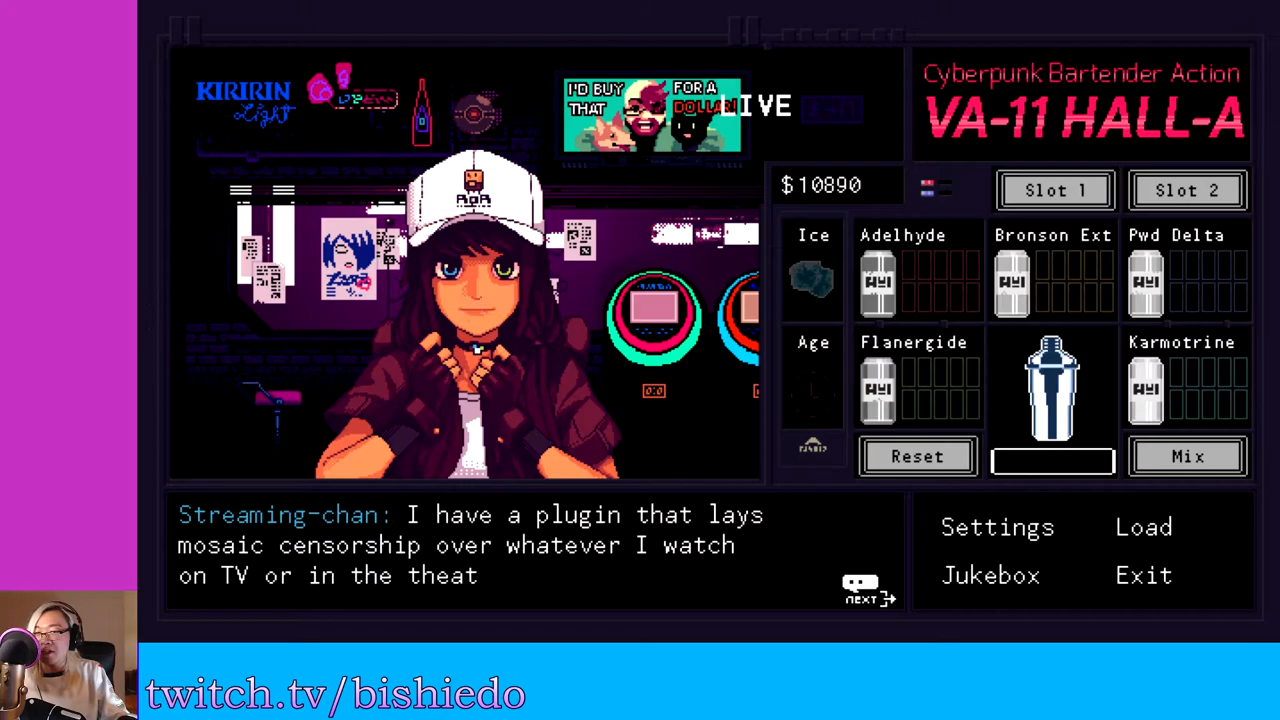 KIRIRIN
Light
I'D BUY
THAT
FOR A
DOLLAR!
LIVE
Cyberpunk Bartender Action
VA-11 HALL-A
$10890
Slot 1
Slot 2
Ice
Adelhyde
Bronson Ext
Pwd Delta
Age
Flanergide
Karmotrine
Reset
Mix
Streaming-chan: I have a plugin that lays
mosaic censorship over whatever I watch
on TV or in the theat
NEXT
Settings
Load
Jukebox
Exit
twitch.tv/bishiedo